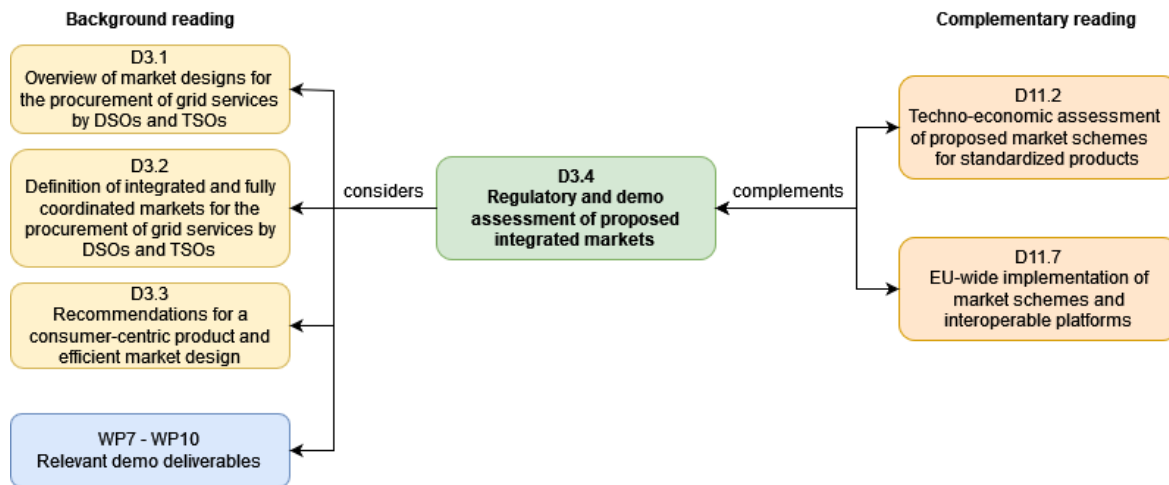 Background reading
D3.1
Overview of market designs for
the procurement of grid services
by DSOs and TSOs
D3.2
Definition of integrated and fully
coordinated markets for the
procurement of grid services by
DSOs and TSOs
D3.3
Recommendations for a
consumer-centric product and
efficient market design
WP7 - WP10
Relevant demo deliverables
considers
D3.4
Regulatory and demo
assessment of proposed
integrated markets
complements
Complementary reading
D11.2
Techno-economic assessment
of proposed market schemes
for standardized products
D11.7
EU-wide implementation of
market schemes and
interoperable platforms